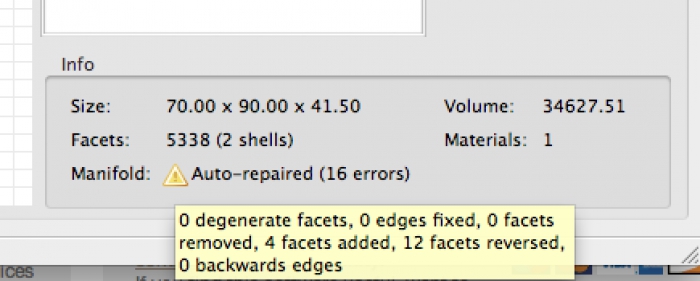 Info
Size: 70.00 x 90.00 x 41.50 Volume: 34627.51
Facets: 5338 (2 shells) Materials: 1
Manifold: Auto-repaired (16 errors)
0 degenerate facets, 0 edges fixed, 0 facets
removed, 4 facets added, 12 facets reversed,
0 backwards edges
ices